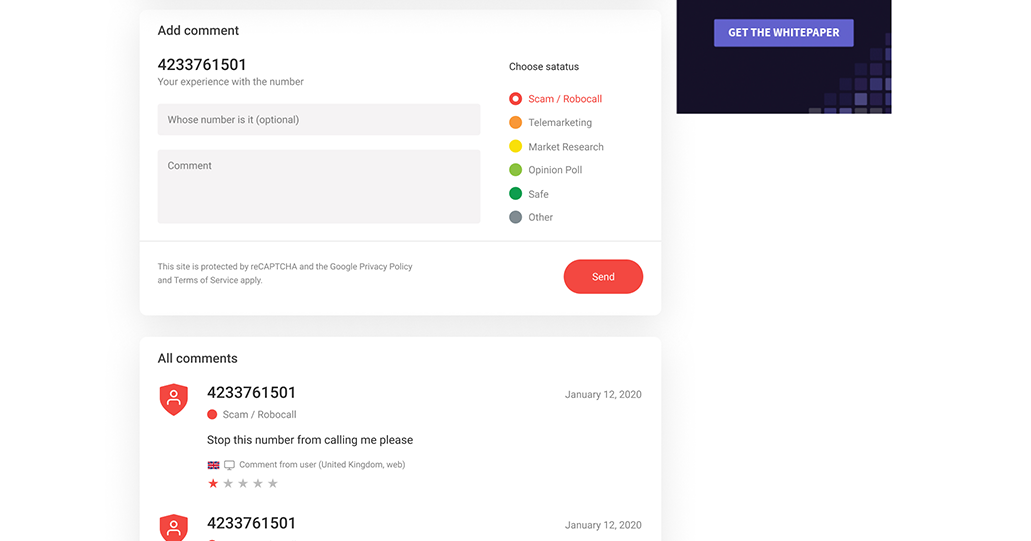 GET THE WHITEPAPER
Add comment
4233761501
Your experience with the number
Whose number is it (optional)
Comment
Choose satatus
Scam / Robocall
Telemarketing
Market Research
Opinion Poll
Safe
Other
This site is protected by reCAPTCHA and the Google Privacy Policy
and Terms of Service apply.
Send
All comments
4233761501
January 12, 2020
Scam / Robocall
Stop this number from calling me please
Comment from user (United Kingdom, web)
4233761501
January 12, 2020